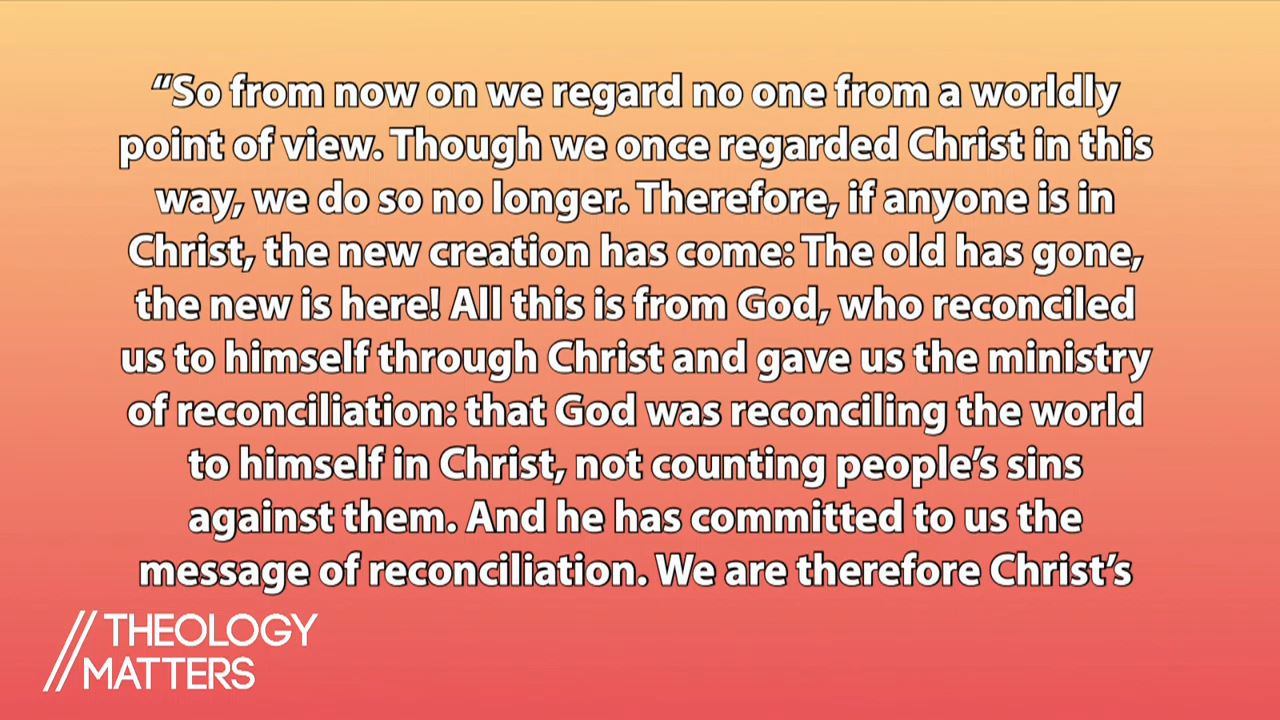 “So from now on we regard no one from a worldly
point of view. Though we once regarded Christ in this
way, we do so no longer. Therefore, if anyone is in
Christ, the new creation has come: The old has gone,
the new is here! All this is from God, who reconciled
us to himself through Christ and gave us the ministry
of reconciliation: that God was reconciling the world
to himself in Christ, not counting people’s sins
against them. And he has committed to us the
message of reconciliation. We are therefore Christ’s
//THEOLOGY
MATTERS